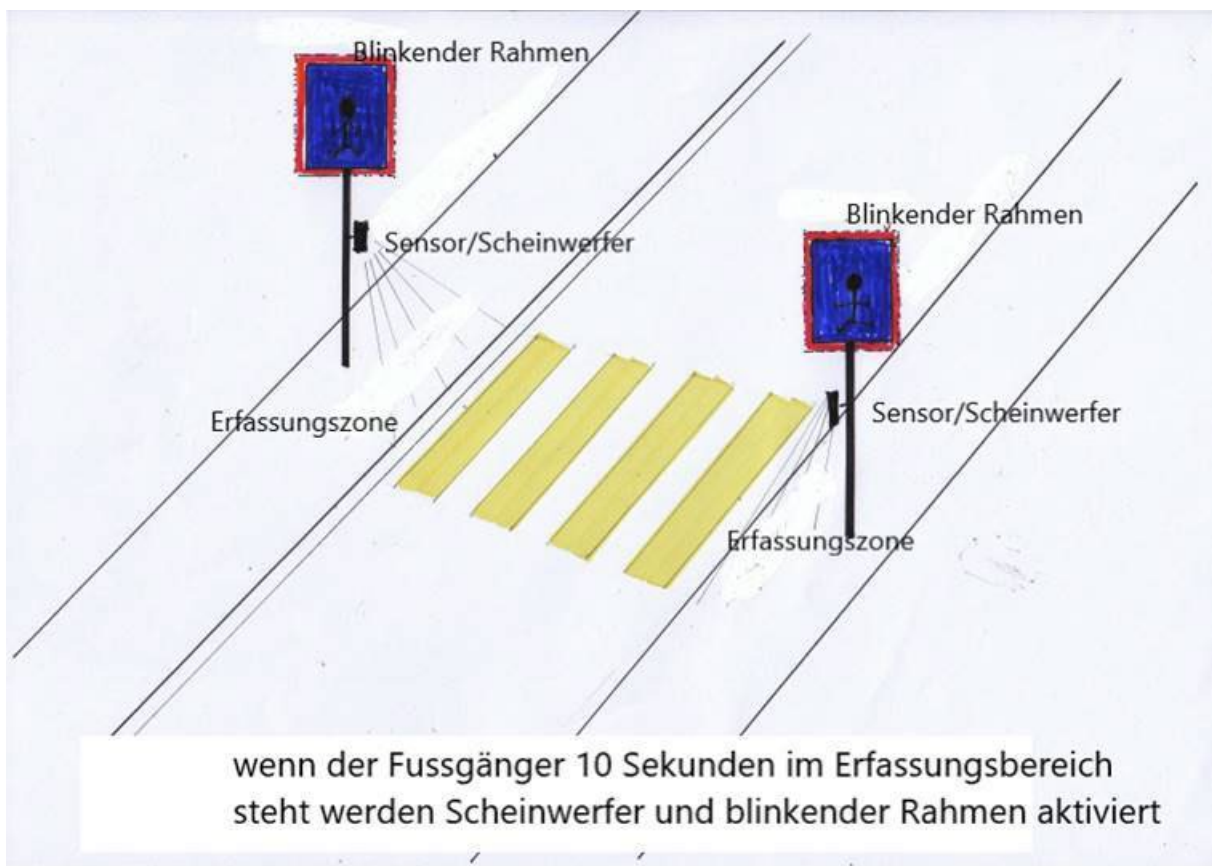 Blinkender Rahmen
Blinkender Rahmen
Sensor/Scheinwerfer
Erfassungszone
Sensor/Scheinwerfer
Erfassungszone
wenn der Fussgänger 10 Sekunden im Erfassungsbereich
steht werden Scheinwerfer und blinkender Rahmen aktiviert